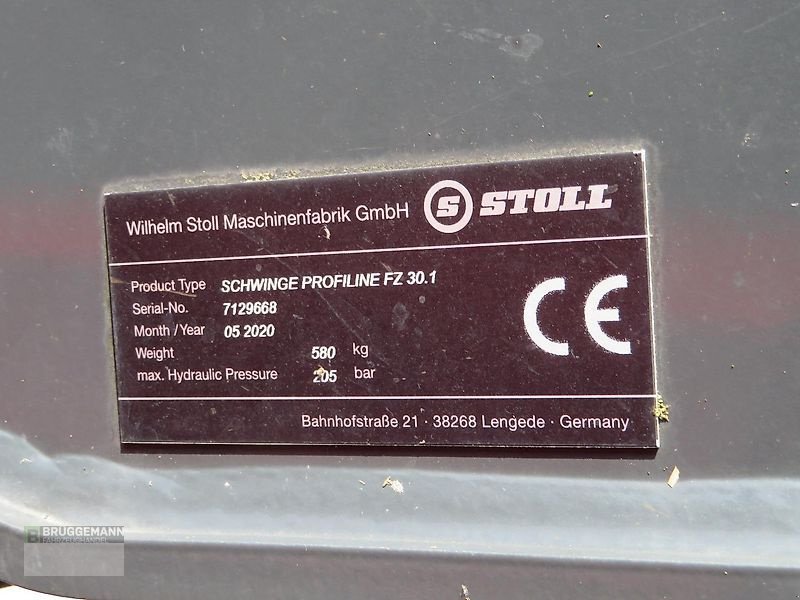 Wilhelm Stoll Maschinenfabrik GmbH S STOLL
Product Type SCHWINGE PROFILINE FZ 30.1
Serial-No. 7129668
Month / Year 05 2020
Weight 580 kg
max. Hydraulic Pressure 205 bar
CE
Bahnhofstraße 21 · 38268 Lengede · Germany
B BRÜGGEMANN
FAHRZEUGHANDEL